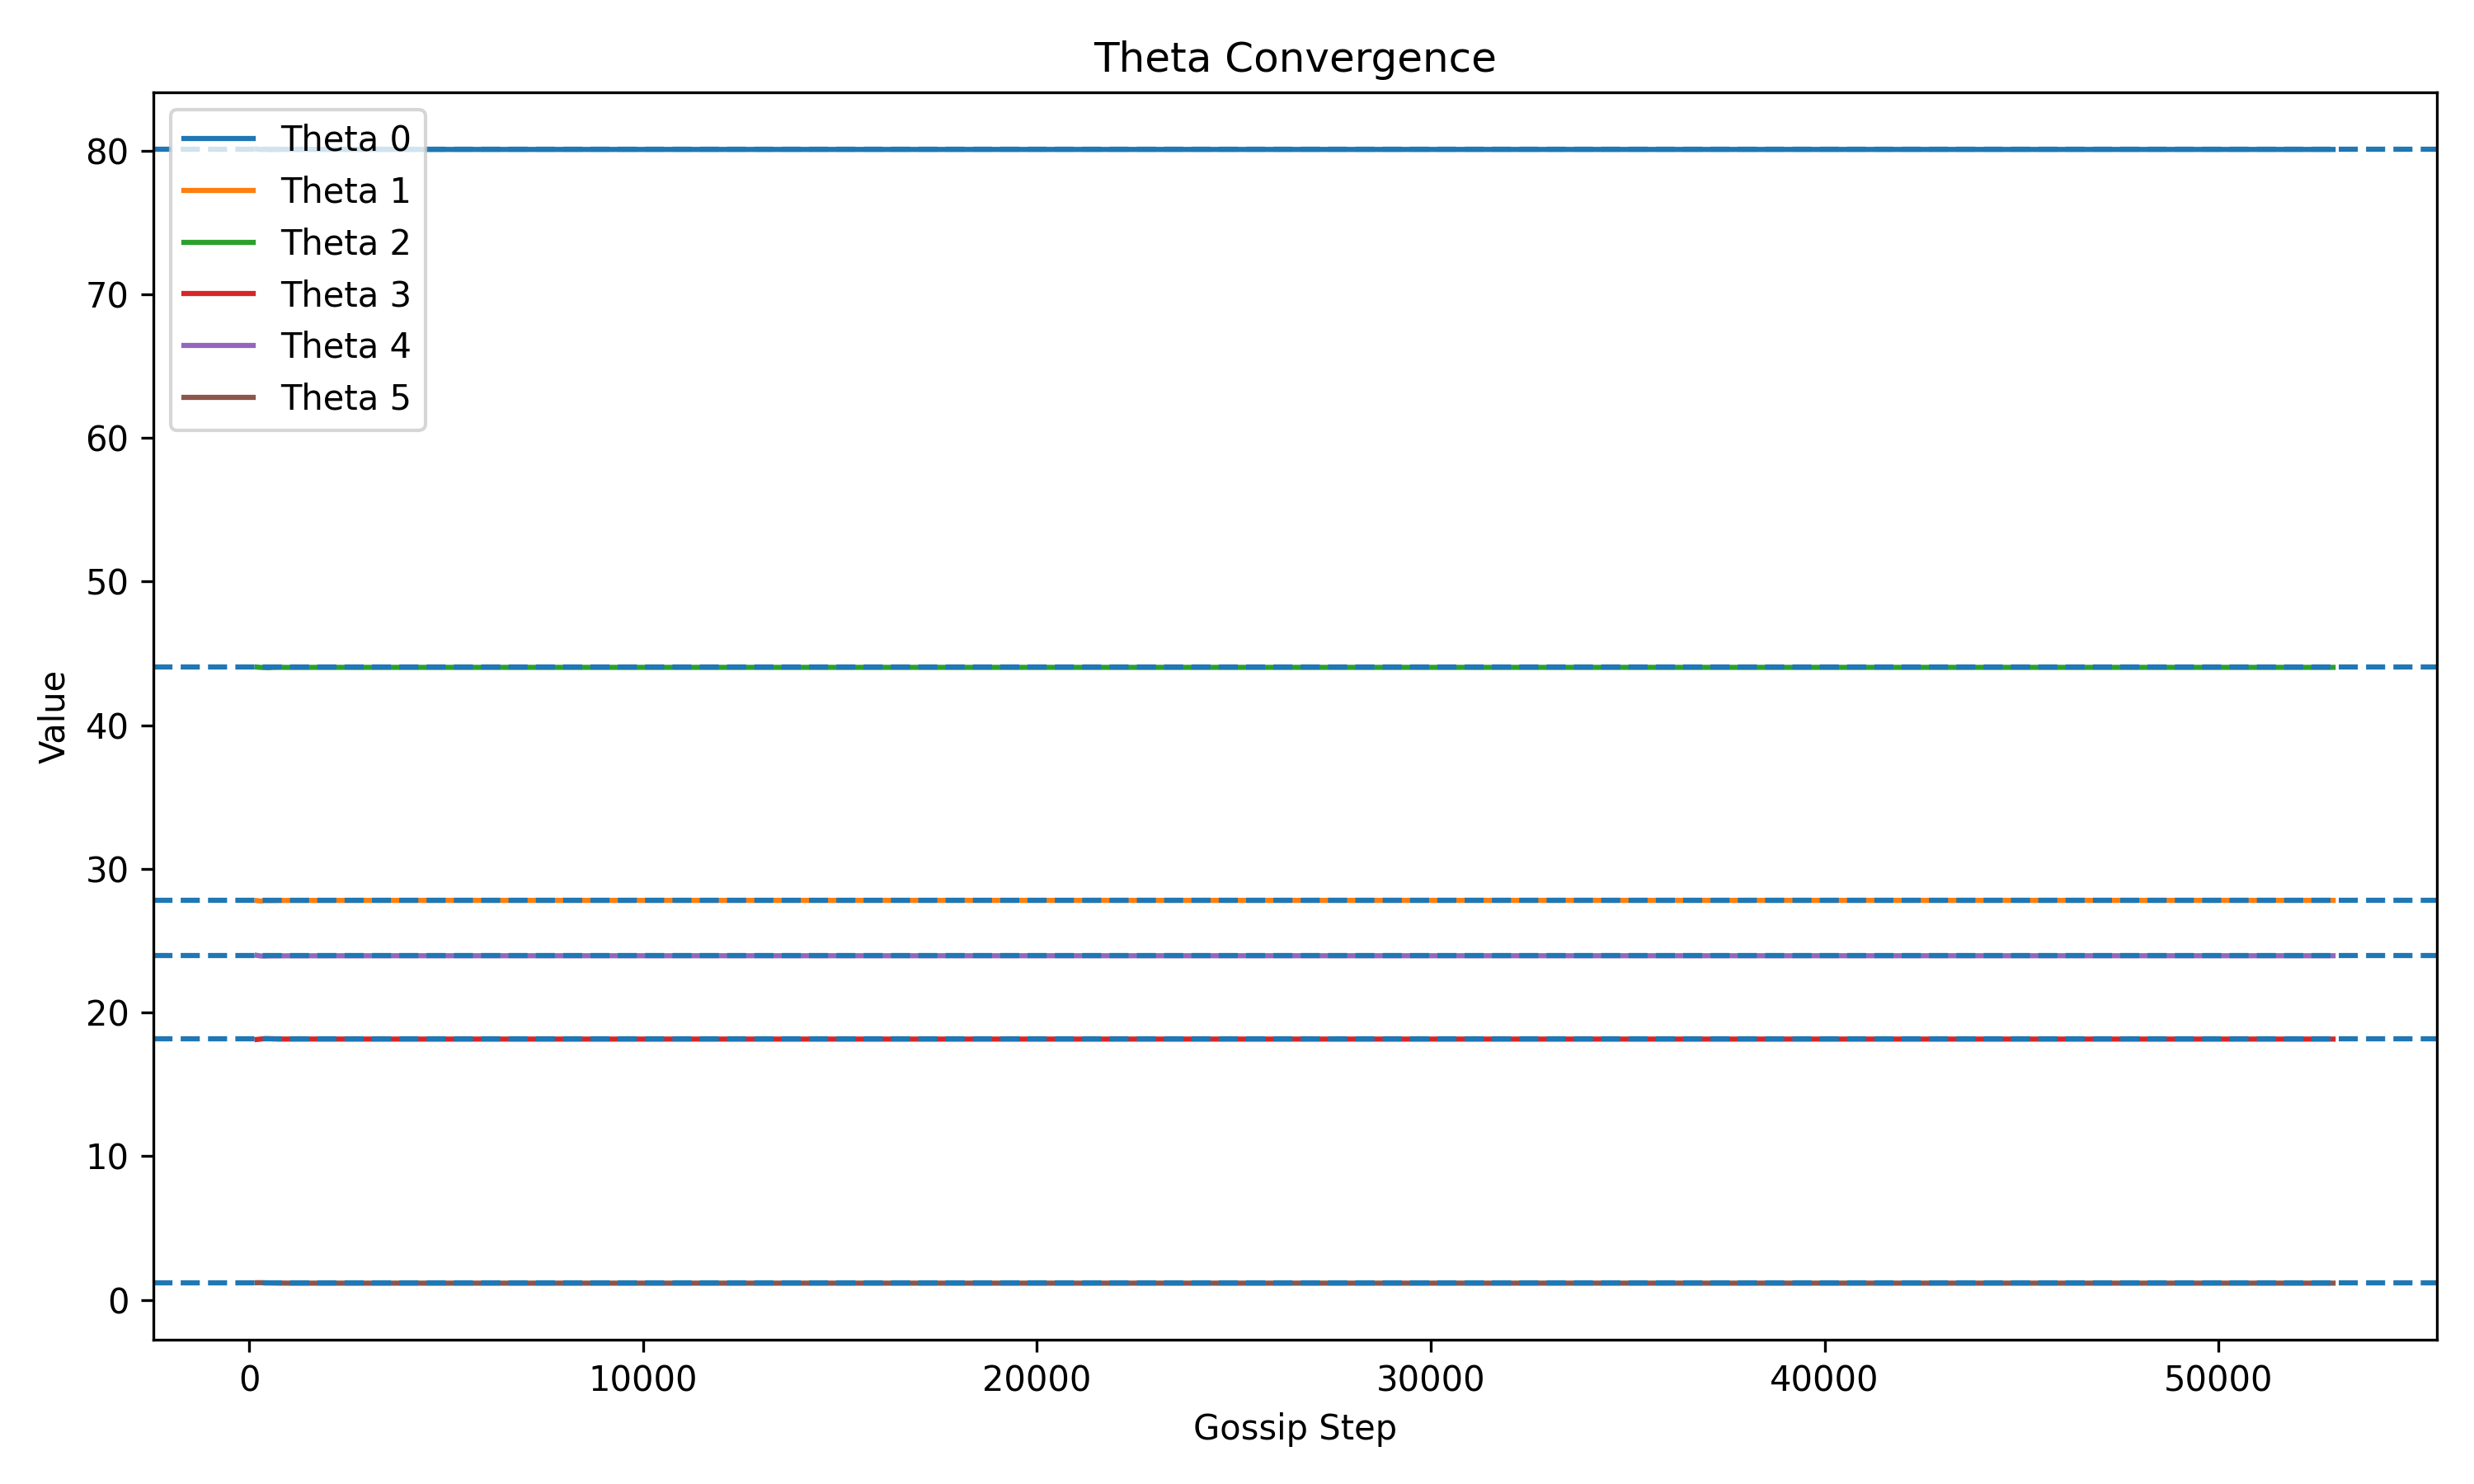 Theta Convergence
Theta 0
Theta 1
Theta 2
Theta 3
Theta 4
Theta 5
Value
80
70
60
50
40
30
20
10
0
0 10000 20000 30000 40000 50000
Gossip Step